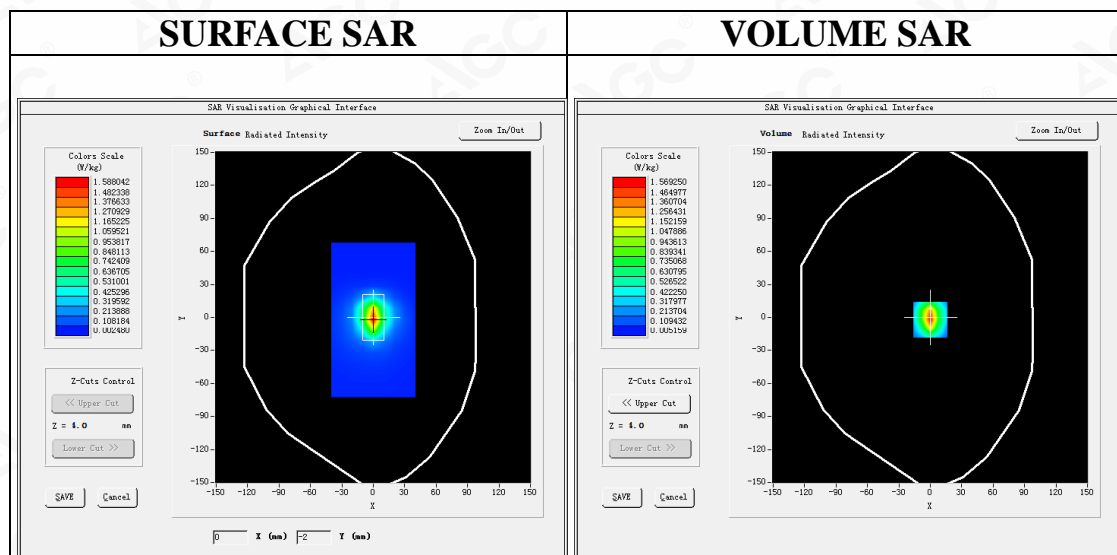 SURFACE SAR
VOLUME SAR
SAR Visualisation Graphical Interface
Surface Radiated Intensity
Zoom In/Out
Colors Scale
(W/kg)
1.588042
1.482338
1.376633
1.270929
1.165225
1.059521
0.953817
0.848113
0.742409
0.636705
0.531001
0.425296
0.319592
0.213888
0.108184
0.002480
150
120
90
60
30
0
-30
-60
-90
-120
-150
Y
-150 -120 -90 -60 -30 0 30 60 90 120 150
X
Z-Cuts Control
<< Upper Cut
Z = 4.0 mm
Lower Cut >>
SAVE Cancel
0 X (mm) -2 Y (mm)
SAR Visualisation Graphical Interface
Volume Radiated Intensity
Zoom In/Out
Colors Scale
(W/kg)
1.569250
1.464977
1.360704
1.256431
1.152159
1.047886
0.943613
0.839341
0.735068
0.630795
0.526522
0.422250
0.317977
0.213704
0.109432
0.005159
150
120
90
60
30
0
-30
-60
-90
-120
-150
Y
-150 -120 -90 -60 -30 0 30 60 90 120 150
X
Z-Cuts Control
<< Upper Cut
Z = 4.0 mm
Lower Cut >>
SAVE Cancel